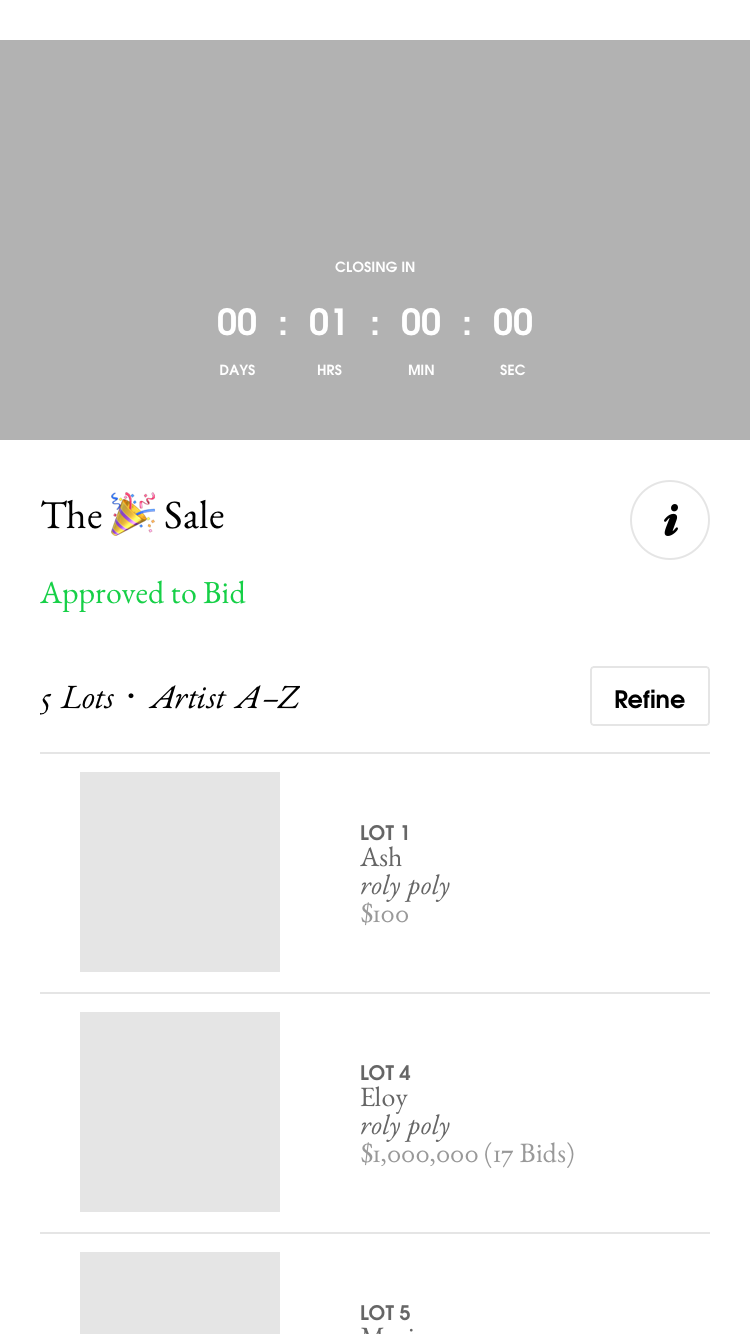 CLOSING IN
00 : 01 : 00 : 00
DAYS HRS MIN SEC
The 🎉 Sale
i
Approved to Bid
5 Lots • Artist A–Z
Refine
LOT 1
Ash
roly poly
$100
LOT 4
Eloy
roly poly
$1,000,000 (17 Bids)
LOT 5